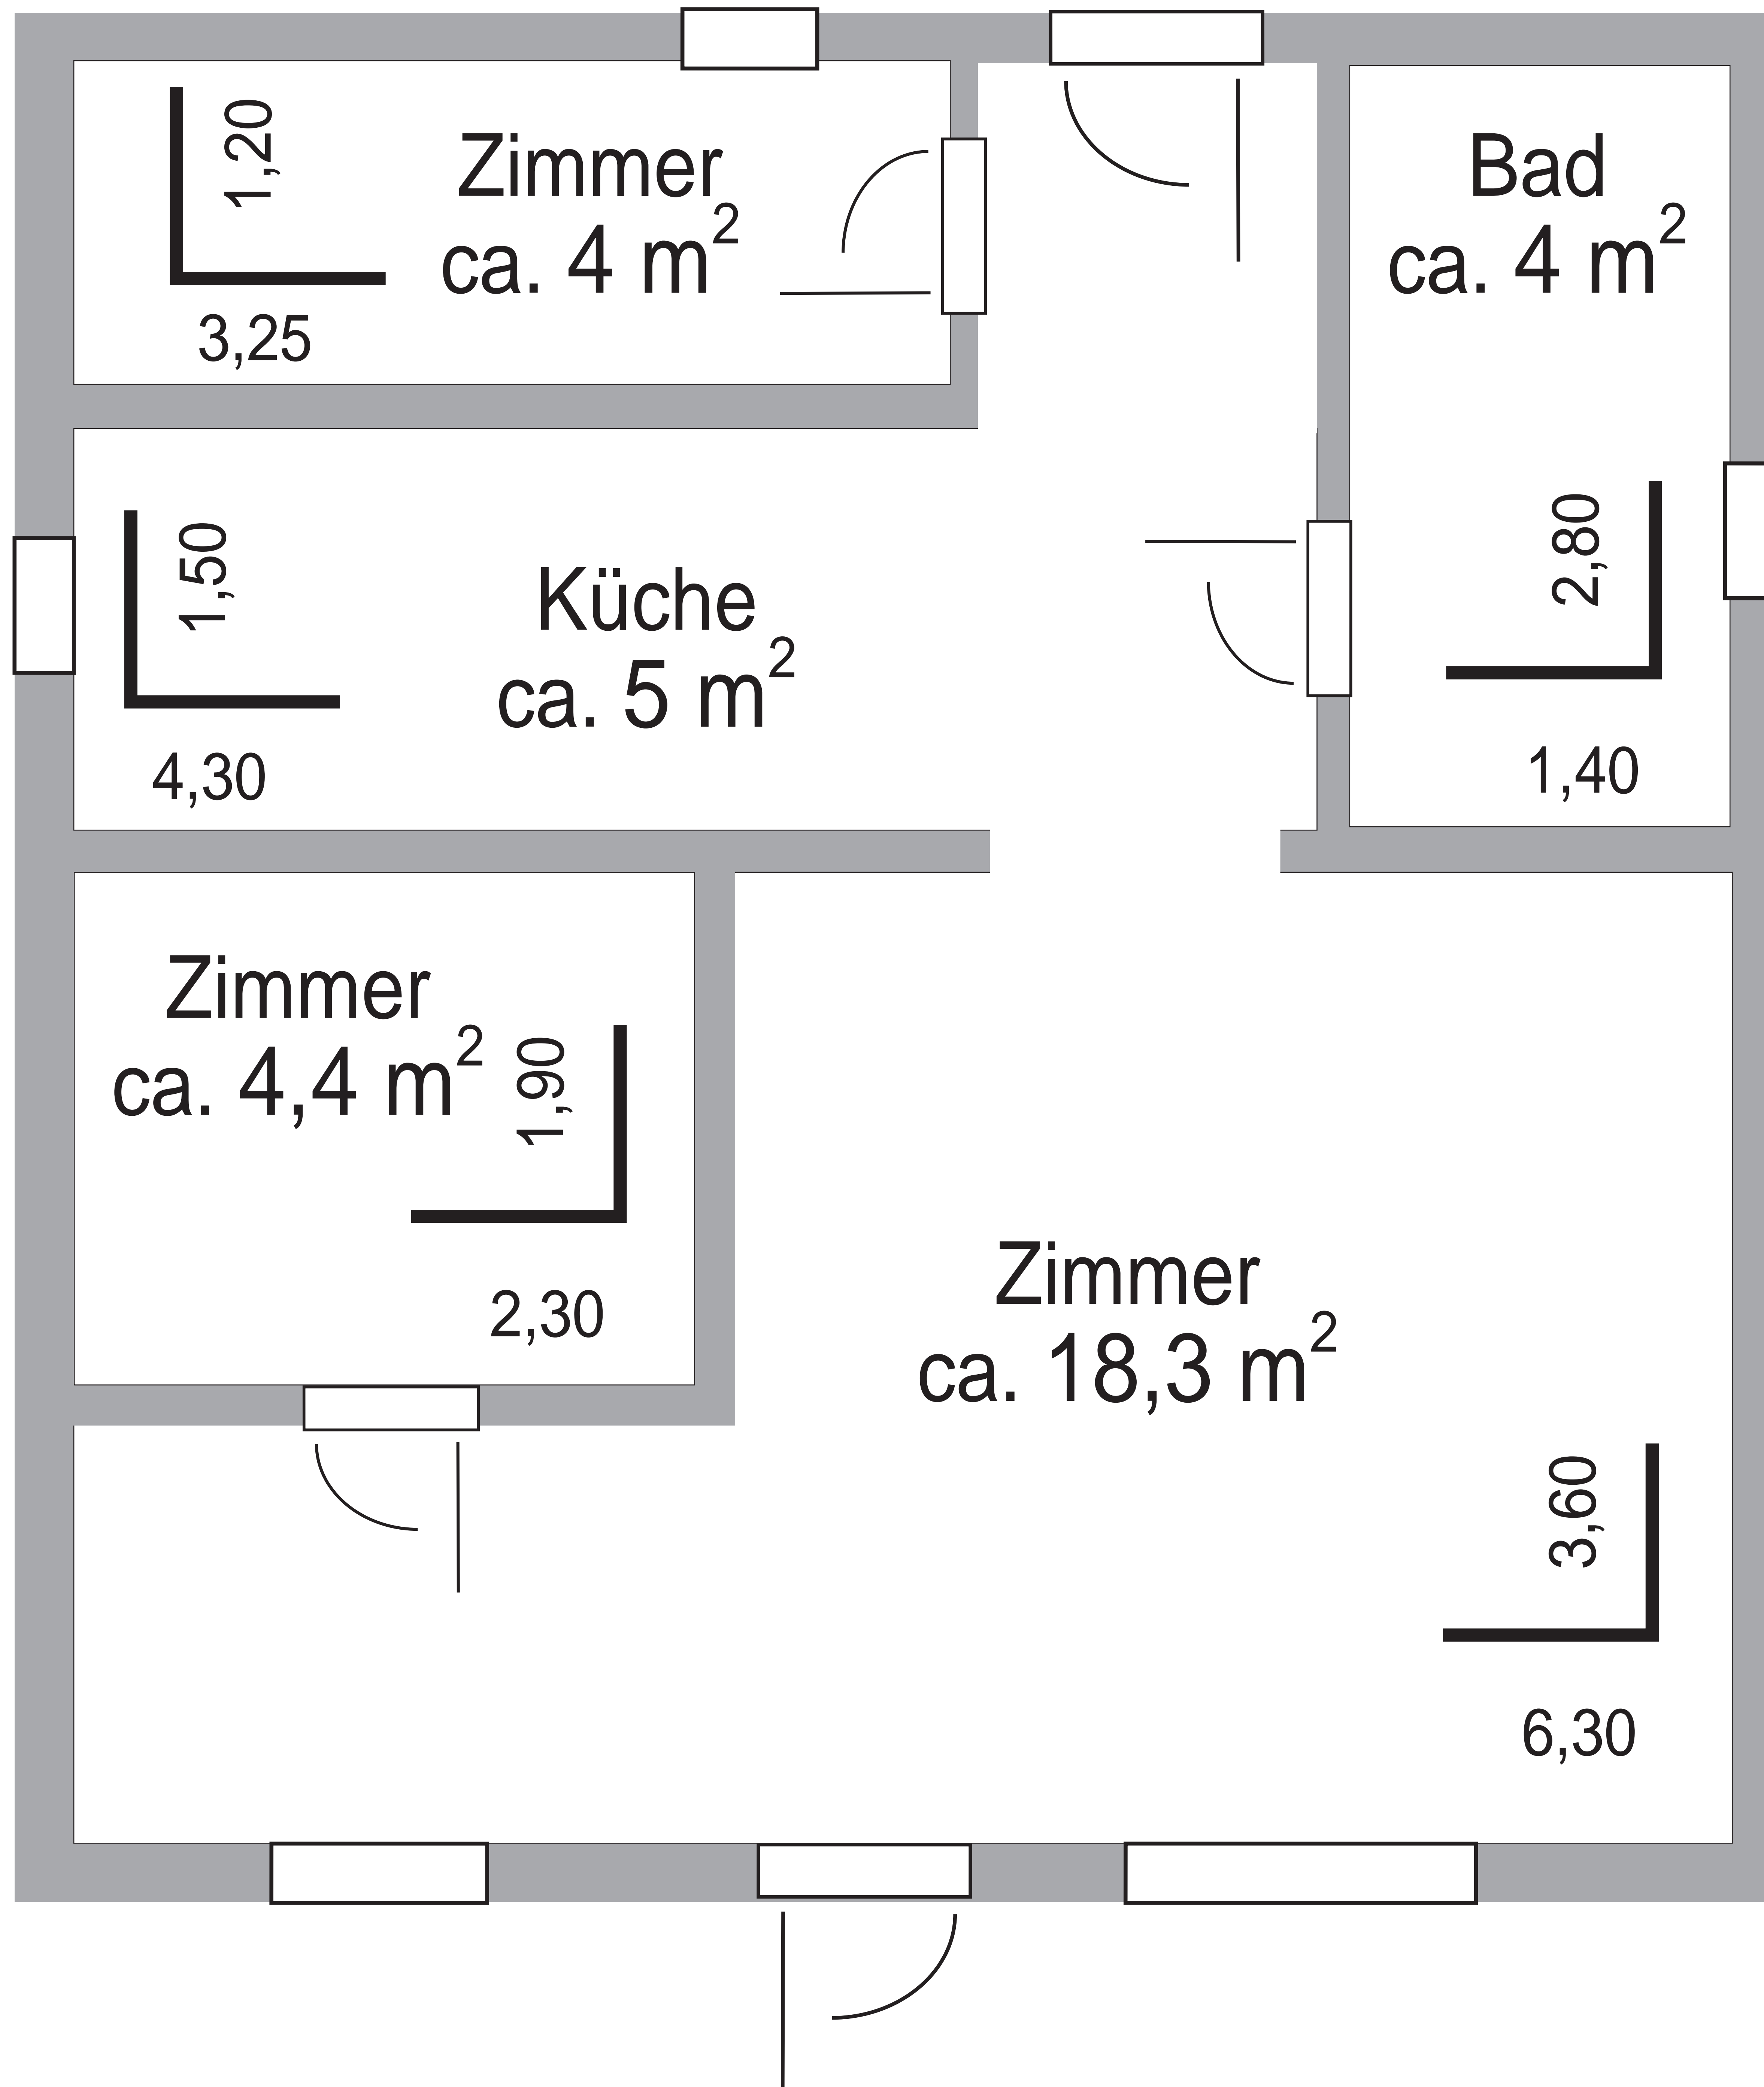 1,20
Zimmer
ca. 4 m²
3,25
Bad
ca. 4 m²
2,80
1,40
1,50
Küche
ca. 5 m²
4,30
Zimmer
ca. 4,4 m²
1,90
2,30
Zimmer
ca. 18,3 m²
3,60
6,30